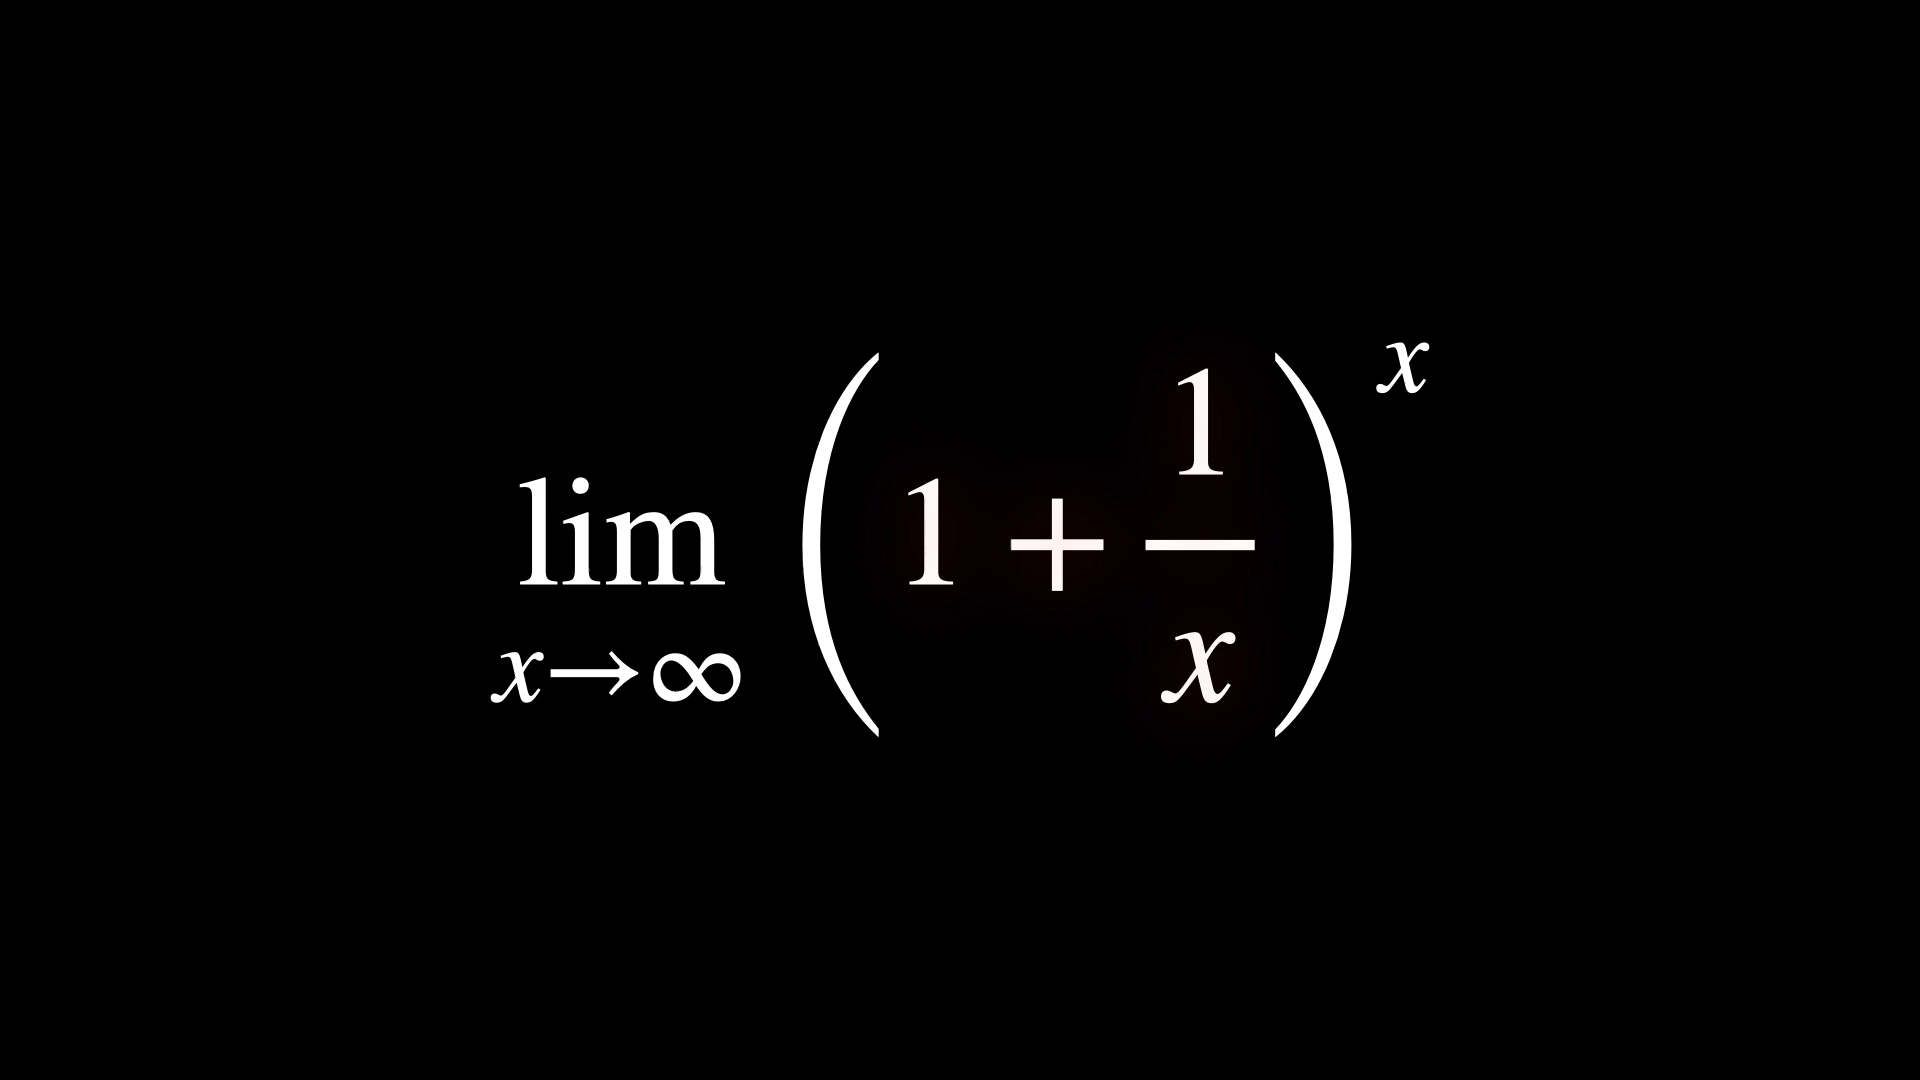 lim (1 + 1/x)^x
x→∞